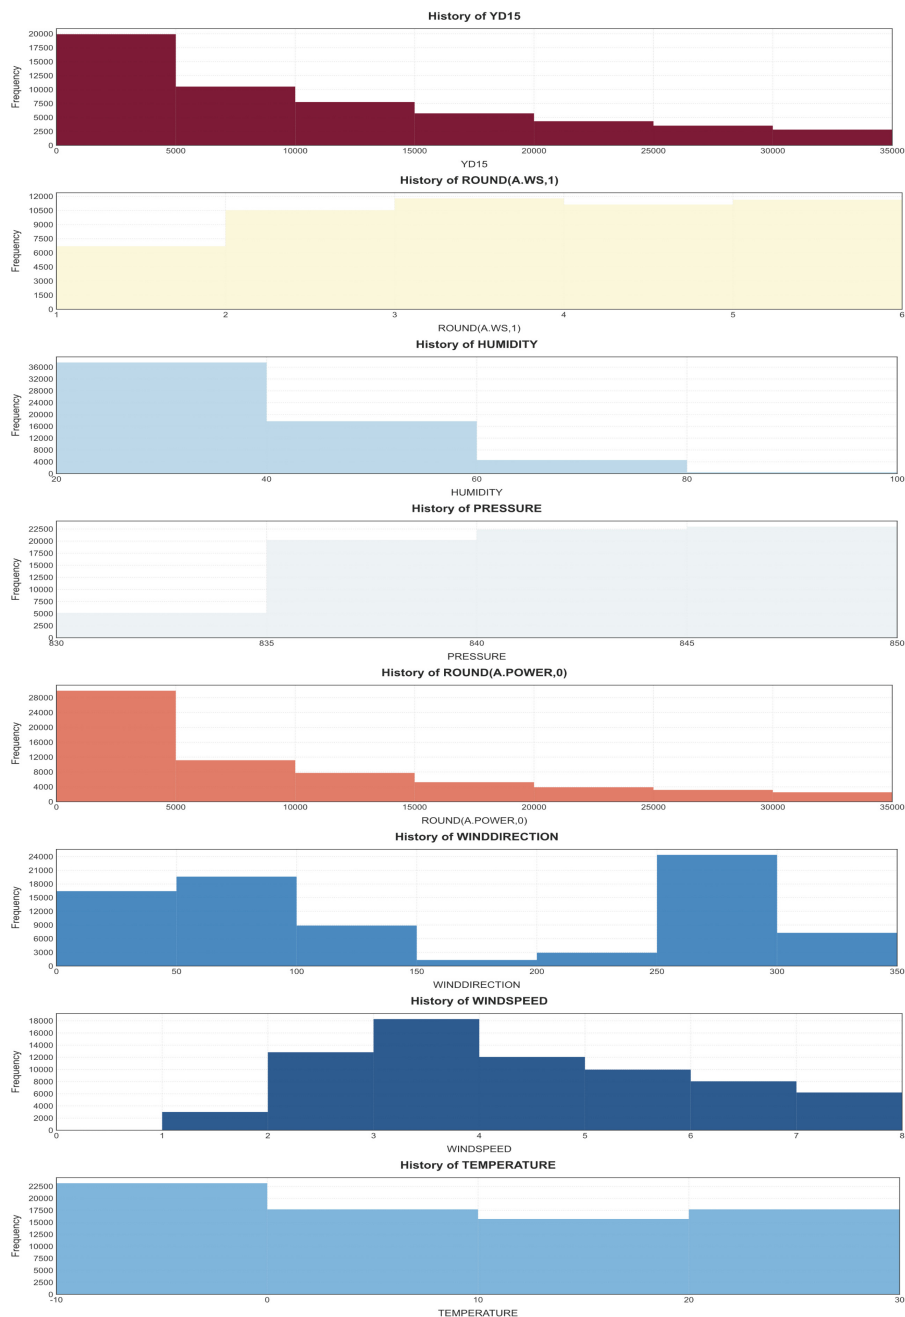 History of YD15
20000
17500
15000
12500
10000
7500
5000
2500
0
Frequency
0 5000 10000 15000 20000 25000 30000 35000
YD15
History of ROUND(A.WS,1)
12000
10500
9000
7500
6000
4500
3000
1500
0
Frequency
1 2 3 4 5 6
ROUND(A.WS,1)
History of HUMIDITY
36000
32000
28000
24000
20000
16000
12000
8000
4000
0
Frequency
20 40 60 80 100
HUMIDITY
History of PRESSURE
22500
20000
17500
15000
12500
10000
7500
5000
2500
0
Frequency
830 835 840 845 850
PRESSURE
History of ROUND(A.POWER,0)
28000
24000
20000
16000
12000
8000
4000
0
Frequency
0 5000 10000 15000 20000 25000 30000 35000
ROUND(A.POWER,0)
History of WINDDIRECTION
24000
21000
18000
15000
12000
9000
6000
3000
0
Frequency
0 50 100 150 200 250 300 350
WINDDIRECTION
History of WINDSPEED
18000
16000
14000
12000
10000
8000
6000
4000
2000
0
Frequency
0 1 2 3 4 5 6 7 8
WINDSPEED
History of TEMPERATURE
22500
20000
17500
15000
12500
10000
7500
5000
2500
0
Frequency
-10 0 10 20 30
TEMPERATURE